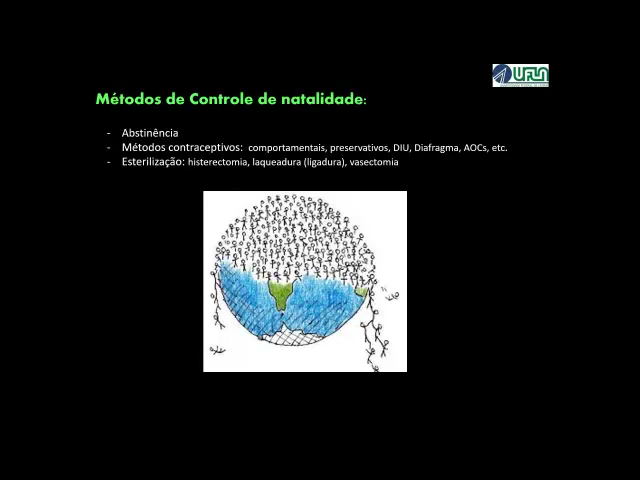 UFLA
Métodos de Controle de natalidade:
- Abstinência
- Métodos contraceptivos: comportamentais, preservativos, DIU, Diafragma, AOCs, etc.
- Esterilização: histerectomia, laqueadura (ligadura), vasectomia